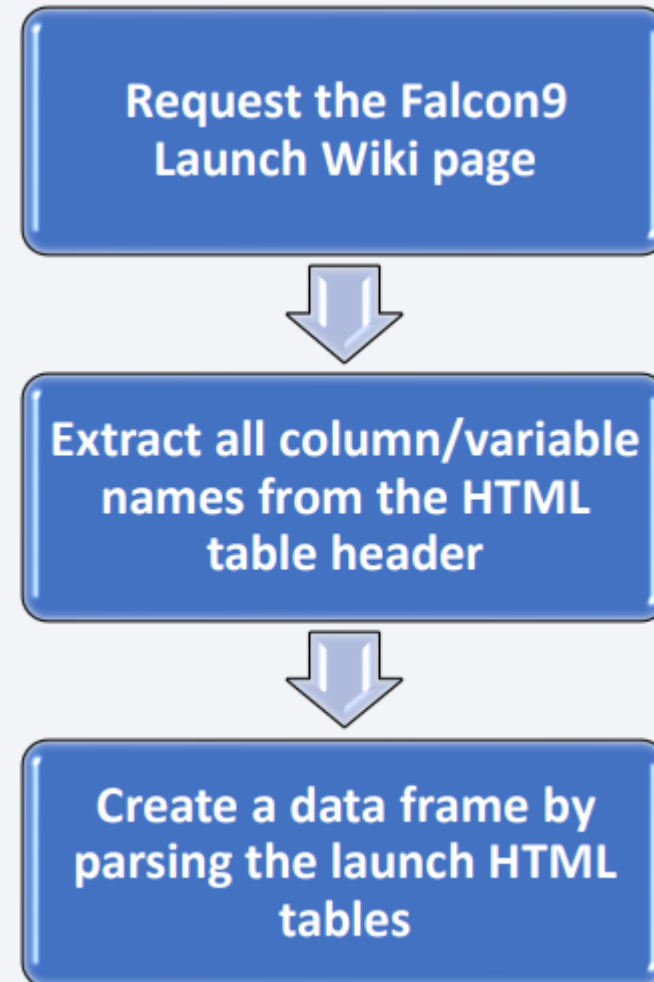 Request the Falcon9
Launch Wiki page
Extract all column/variable
names from the HTML
table header
Create a data frame by
parsing the launch HTML
tables